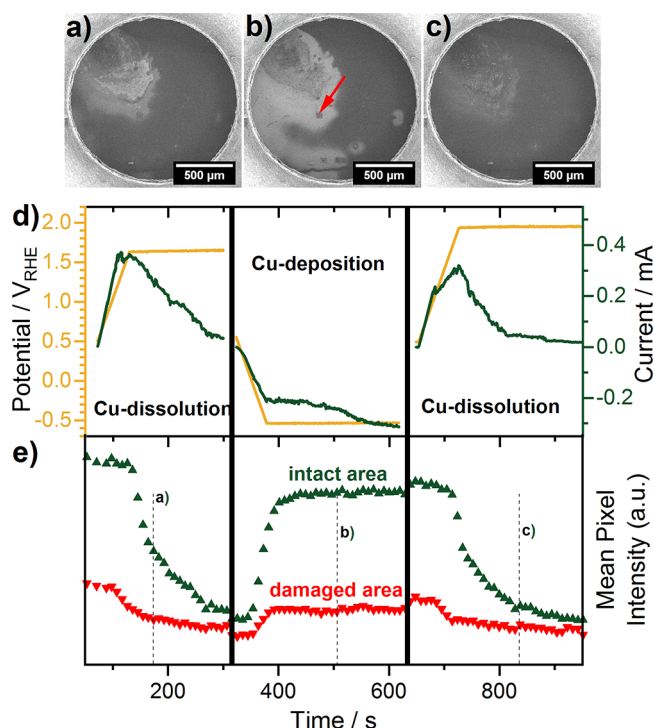 a)
b)
c)
500 µm
500 µm
500 µm
d)
2.0
1.5
1.0
0.5
0.0
-0.5
Potential / V_RHE
Cu-dissolution
Cu-deposition
Cu-dissolution
0.4
0.2
0.0
-0.2
Current / mA
e)
intact area
a)
b)
c)
damaged area
Mean Pixel
Intensity (a.u.)
200
400
600
800
Time / s